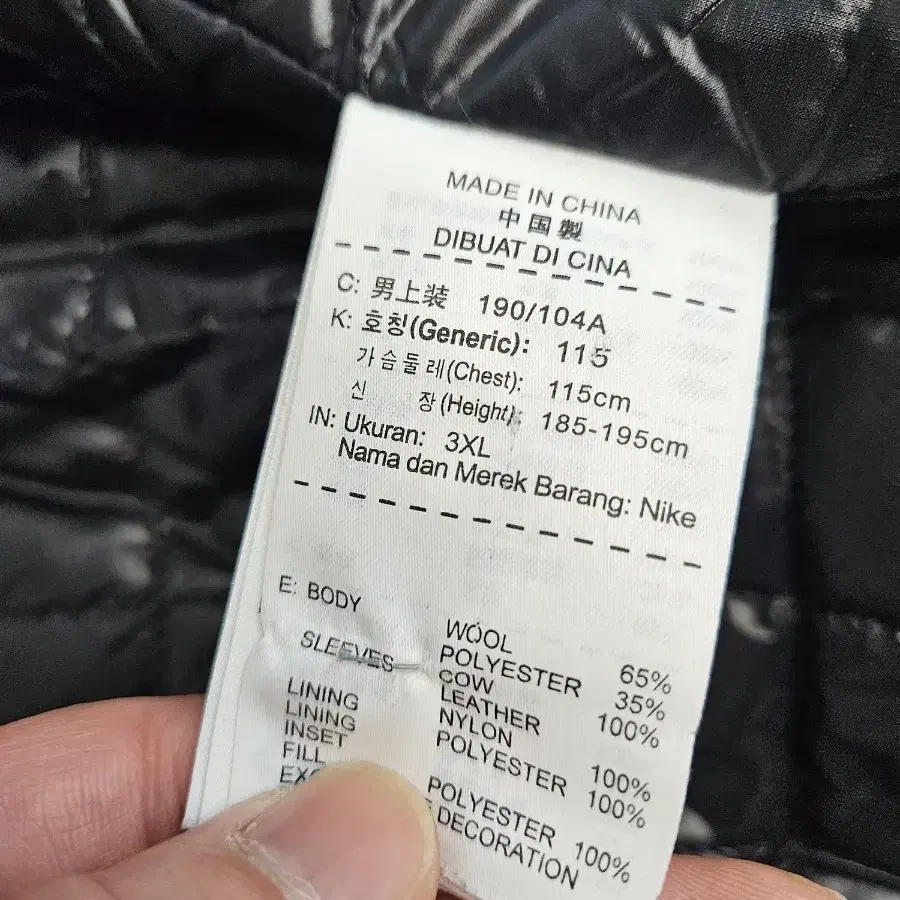 MADE IN CHINA
中国製
DIBUAT DI CINA
C: 男上装 190/104A
K: 호칭(Generic): 115
가슴둘레(Chest): 115cm
신 장(Height): 185-195cm
IN: Ukuran: 3XL
Nama dan Merek Barang: Nike
E: BODY WOOL 65%
POLYESTER 35%
SLEEVES COW LEATHER 100%
LINING NYLON 100%
LINING INSET POLYESTER 100%
FILL POLYESTER 100%
DECORATION